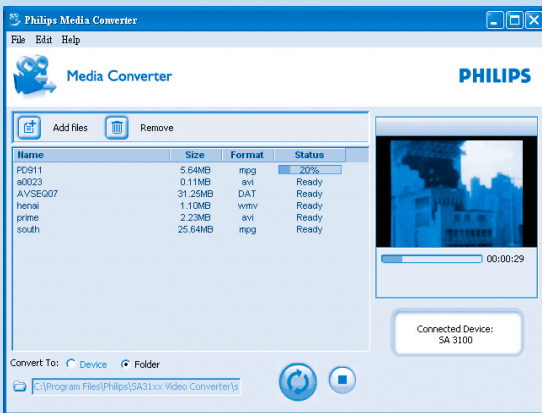 Philips Media Converter
File Edit Help
Media Converter
PHILIPS
Add files Remove
Name Size Format Status
PD911 5.64MB mpg 20%
a0023 0.11MB avi Ready
AVSEQ07 31.25MB DAT Ready
henai 1.10MB wmv Ready
prime 2.23MB avi Ready
south 25.64MB mpg Ready
00:00:29
Connected Device:
SA 3100
Convert To: Device Folder
C:\Program Files\Philips\SA31xx Video Converter\s